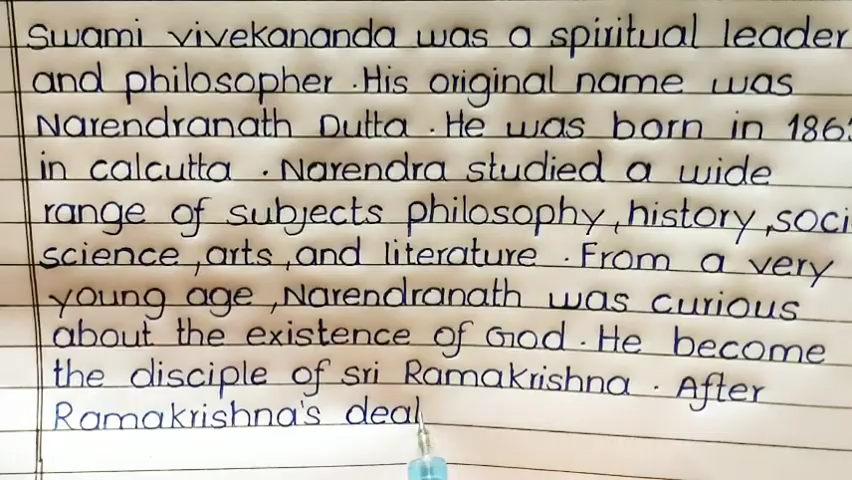 Swami vivekananda was a spiritual leader
and philosopher . His original name was
Narendranath Dutta . He was born in
in calcutta . Narendra studied a wide
range of subjects philosophy , history ,
science , arts , and literature . From a very
young age , Narendranath was curious
about the existence of God . He become
the disciple of sri Ramakrishna . After
Ramakrishna's